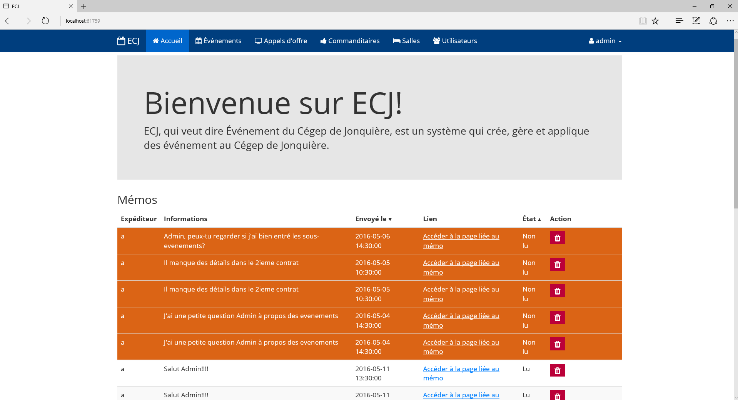 ECJ
localhost:81789
ECJ Accueil Événements Appels d'offre Commanditaires Salles Utilisateurs admin
Bienvenue sur ECJ!
ECJ, qui veut dire Événement du Cégep de Jonquière, est un système qui crée, gère et applique
des événement au Cégep de Jonquière.
Mémos
Expéditeur Informations Envoyé le ▼ Lien État ▲ Action
a Admin, peux-tu regarder si j'ai bien entré les sous-
evenements? 2016-05-06
14:30:00 Accéder à la page liée au
mémo Non
lu
a Il manque des détails dans le 2ieme contrat 2016-05-05
10:30:00 Accéder à la page liée au
mémo Non
lu
a Il manque des détails dans le 2ieme contrat 2016-05-05
10:30:00 Accéder à la page liée au
mémo Non
lu
a J'ai une petite question Admin à propos des evenements 2016-05-04
14:30:00 Accéder à la page liée au
mémo Non
lu
a J'ai une petite question Admin à propos des evenements 2016-05-04
14:30:00 Accéder à la page liée au
mémo Non
lu
a Salut Admin!!!! 2016-05-11
13:30:00 Accéder à la page liée au
mémo Lu
a Salut Admin!!!! 2016-05-11 Accéder à la page liée au Lu